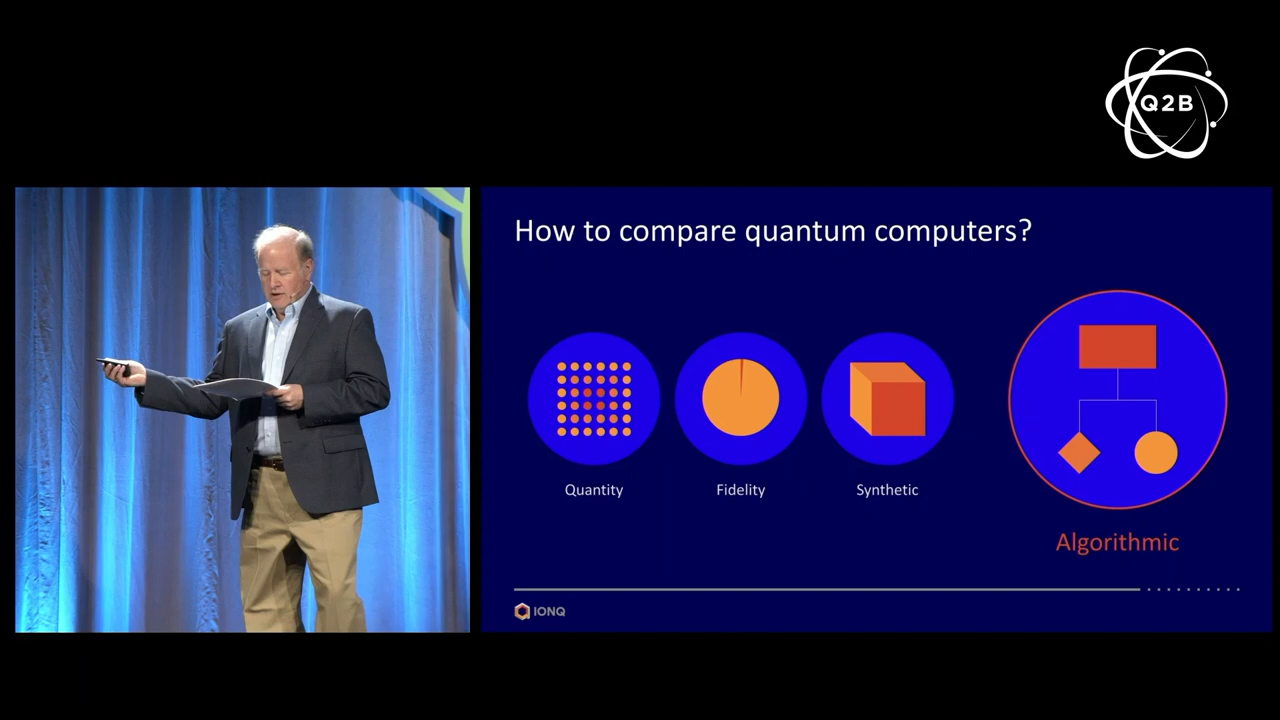 Q2B
How to compare quantum computers?
Quantity
Fidelity
Synthetic
Algorithmic
IONQ